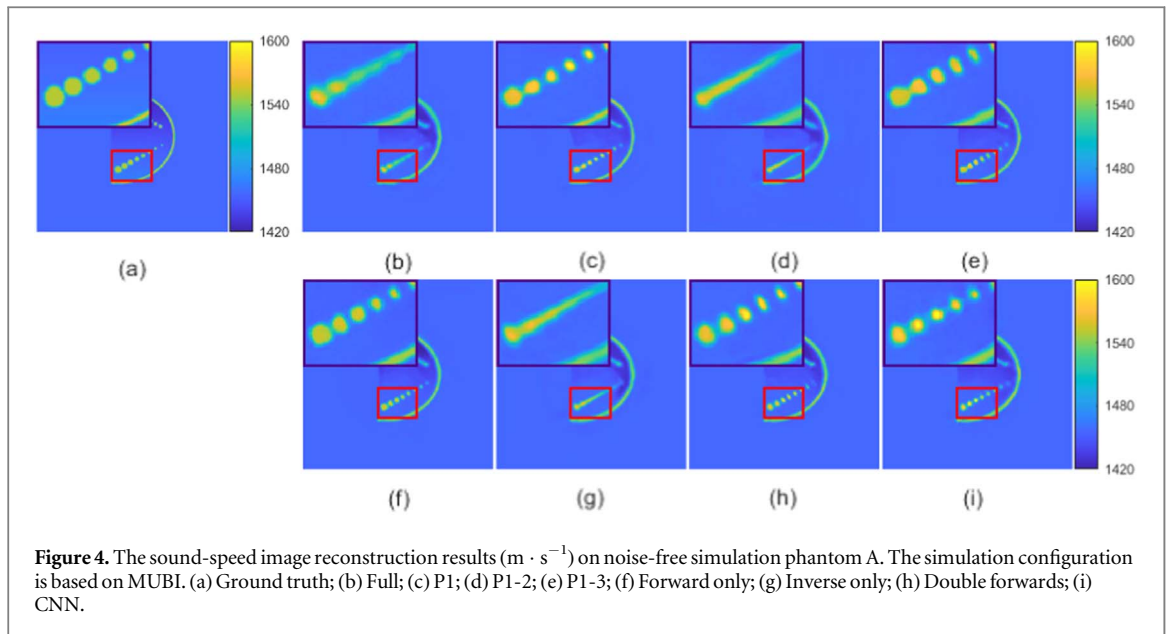 1600
1540
1480
1420
(a)
(b)
(c)
(d)
(e)
1600
1540
1480
1420
(f)
(g)
(h)
(i)
1600
1540
1480
1420
Figure 4. The sound-speed image reconstruction results (m · s⁻¹) on noise-free simulation phantom A. The simulation configuration
is based on MUBI. (a) Ground truth; (b) Full; (c) P1; (d) P1-2; (e) P1-3; (f) Forward only; (g) Inverse only; (h) Double forwards; (i)
CNN.